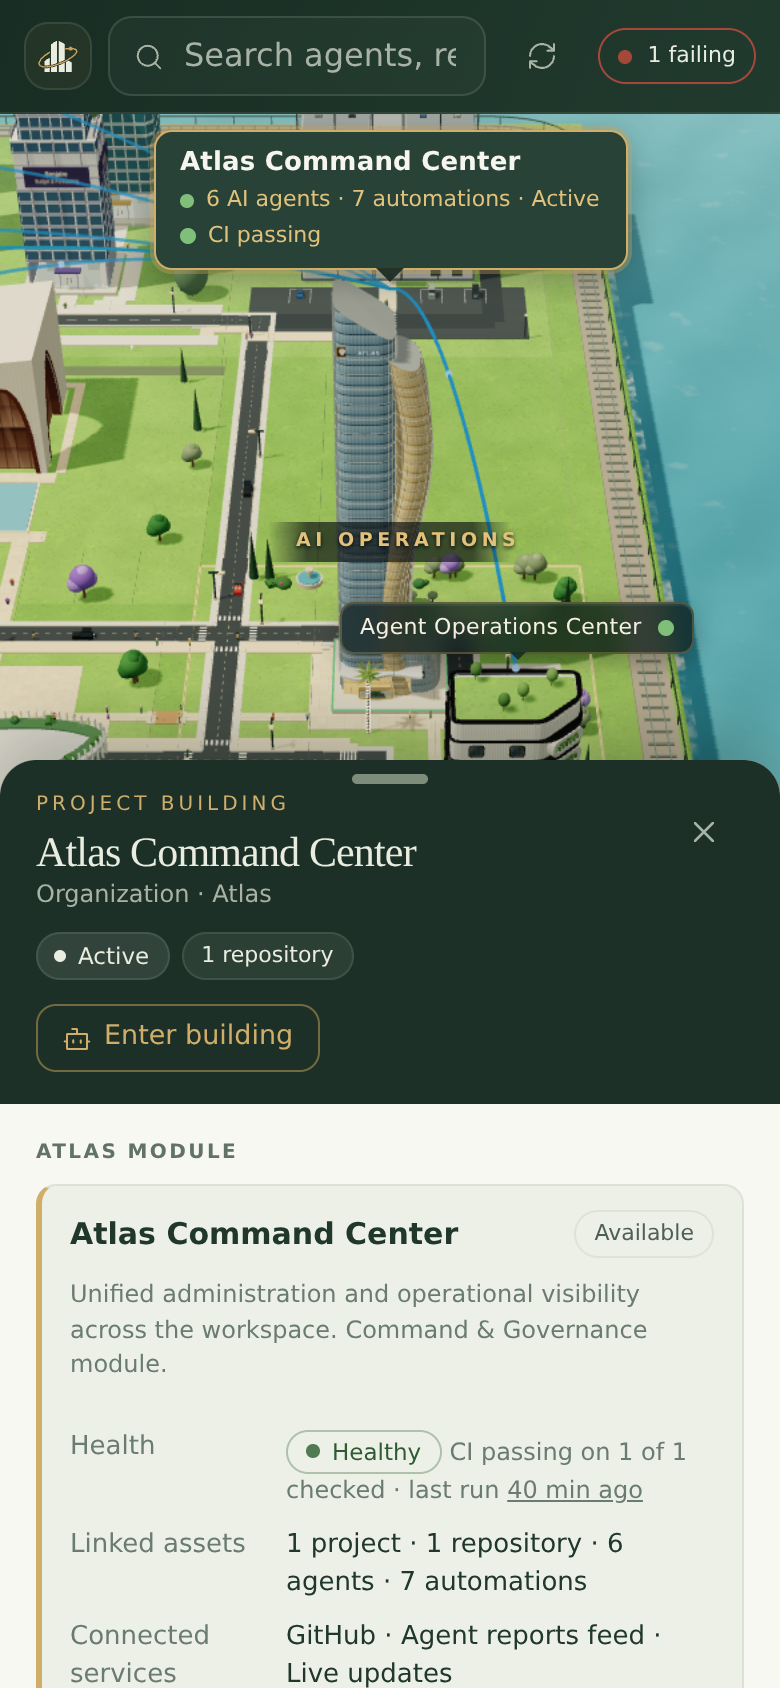 Search agents, re
1 failing
Atlas Command Center
6 AI agents · 7 automations · Active
CI passing
ATLAS
AI OPERATIONS
Agent Operations Center
PROJECT BUILDING
Atlas Command Center
Organization · Atlas
Active
1 repository
Enter building
ATLAS MODULE
Atlas Command Center
Available
Unified administration and operational visibility
across the workspace. Command & Governance
module.
Health
Healthy CI passing on 1 of 1
checked · last run 40 min ago
Linked assets
1 project · 1 repository · 6
agents · 7 automations
Connected
services
GitHub · Agent reports feed ·
Live updates